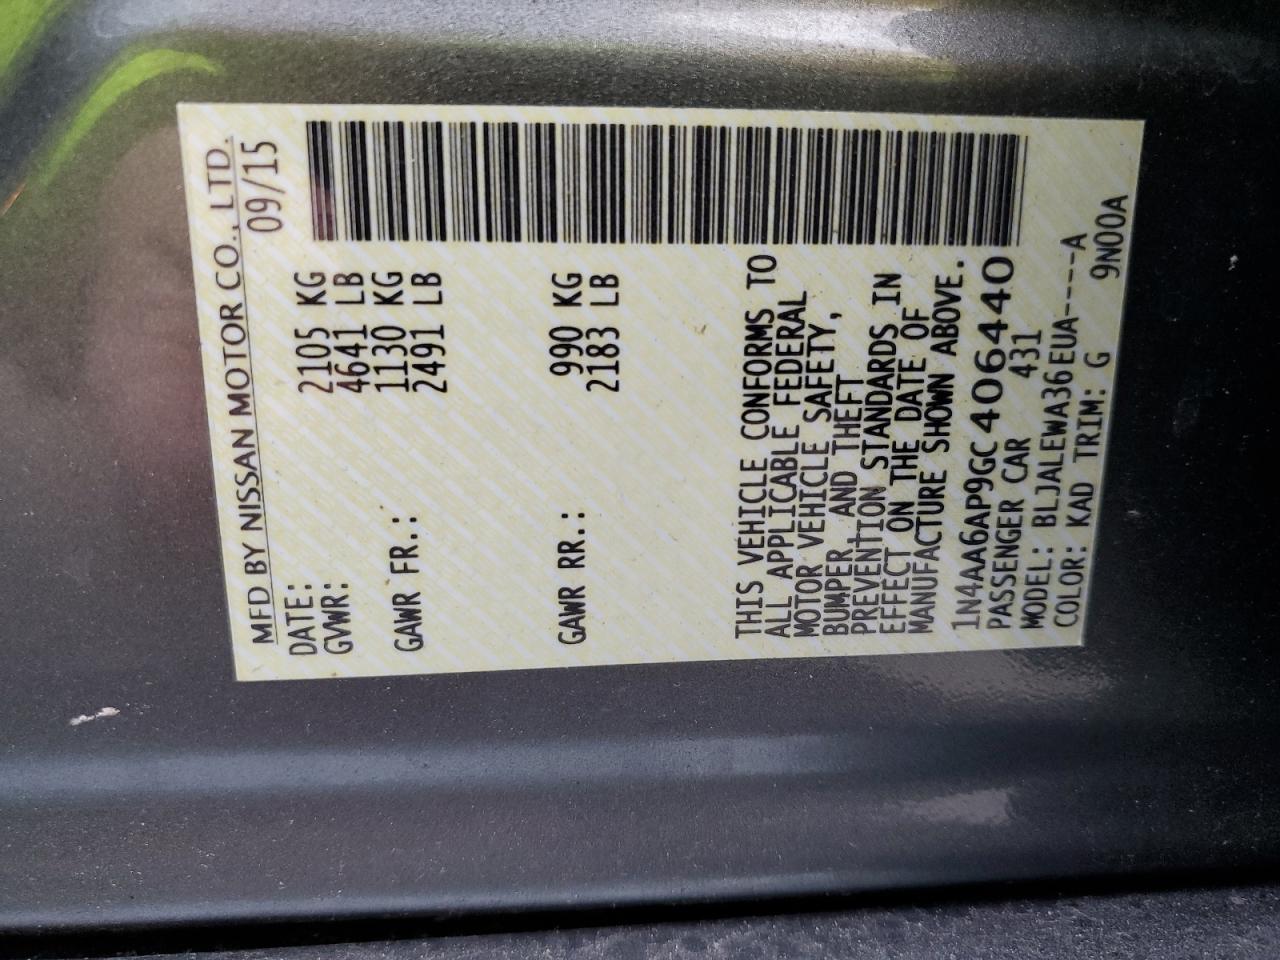 MFD BY NISSAN MOTOR CO., LTD.
DATE: 09/15
GVWR: 2105 KG
4641 LB
GAWR FR.: 1130 KG
2491 LB
GAWR RR.: 990 KG
2183 LB
THIS VEHICLE CONFORMS TO
ALL APPLICABLE FEDERAL
MOTOR VEHICLE SAFETY,
BUMPER AND THEFT
PREVENTION STANDARDS IN
EFFECT ON THE DATE OF
MANUFACTURE SHOWN ABOVE.
1N4AA6AP9GC406440
PASSENGER CAR 431
MODEL: BLJALEWA36EUA----A
COLOR: KAD TRIM: G 9N00A